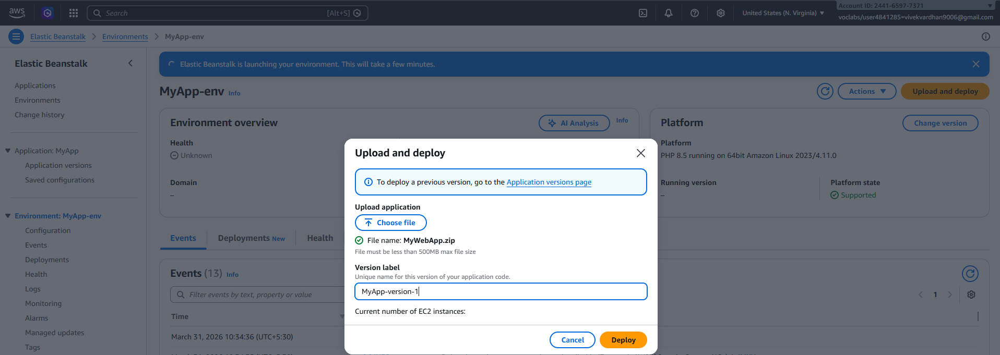 aws
Search
[Alt+S]
United States (N. Virginia)
Account ID: 2441-6597-7371
voclabs/user4841285=vivekvardhan9006@gmail.com
Elastic Beanstalk
Environments
MyApp-env
Elastic Beanstalk
Applications
Environments
Change history
Application: MyApp
Application versions
Saved configurations
Environment: MyApp-env
Configuration
Events
Deployments
Health
Logs
Monitoring
Alarms
Managed updates
Tags
Elastic Beanstalk is launching your environment. This will take a few minutes.
MyApp-env Info
Actions
Upload and deploy
Environment overview
AI Analysis
Info
Health
Unknown
Domain
–
Platform
Change version
Platform
PHP 8.5 running on 64bit Amazon Linux 2023/4.11.0
Running version
–
Platform state
Supported
Events
Deployments New
Health
Events (13) Info
Filter events by text, property or value
1
Time
March 31, 2026 10:34:36 (UTC+5:30)
Upload and deploy
To deploy a previous version, go to the Application versions page
Upload application
Choose file
File name: MyWebApp.zip
File must be less than 500MB max file size
Version label
Unique name for this version of your application code.
MyApp-version-1
Current number of EC2 instances:
Cancel
Deploy